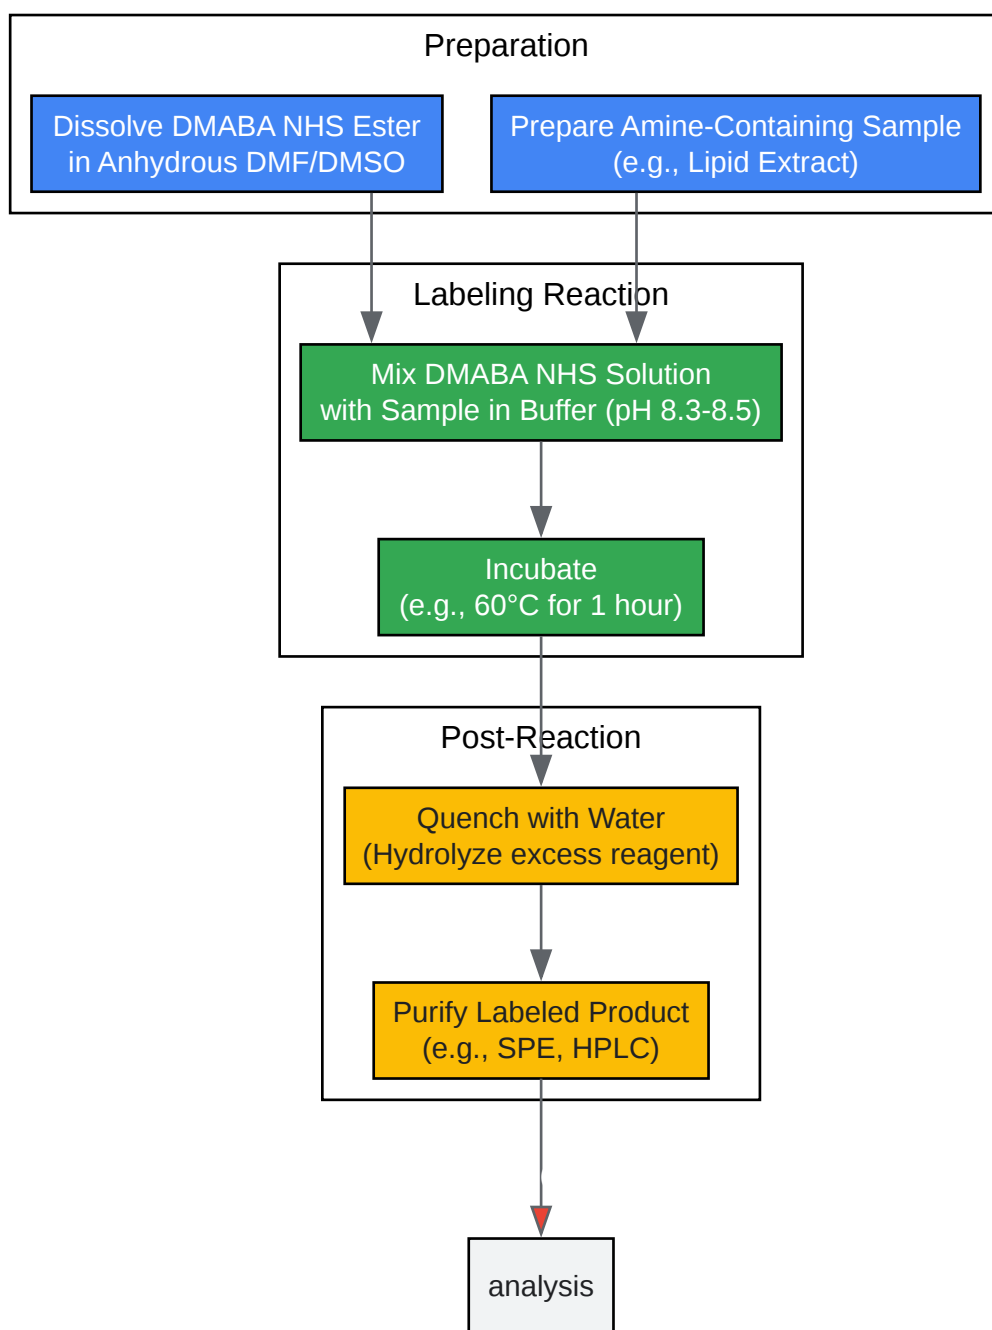 Preparation
Dissolve DMABA NHS Ester
in Anhydrous DMF/DMSO
Prepare Amine-Containing Sample
(e.g., Lipid Extract)
Labeling Reaction
Mix DMABA NHS Solution
with Sample in Buffer (pH 8.3-8.5)
Incubate
(e.g., 60°C for 1 hour)
Post-Reaction
Quench with Water
(Hydrolyze excess reagent)
Purify Labeled Product
(e.g., SPE, HPLC)
analysis